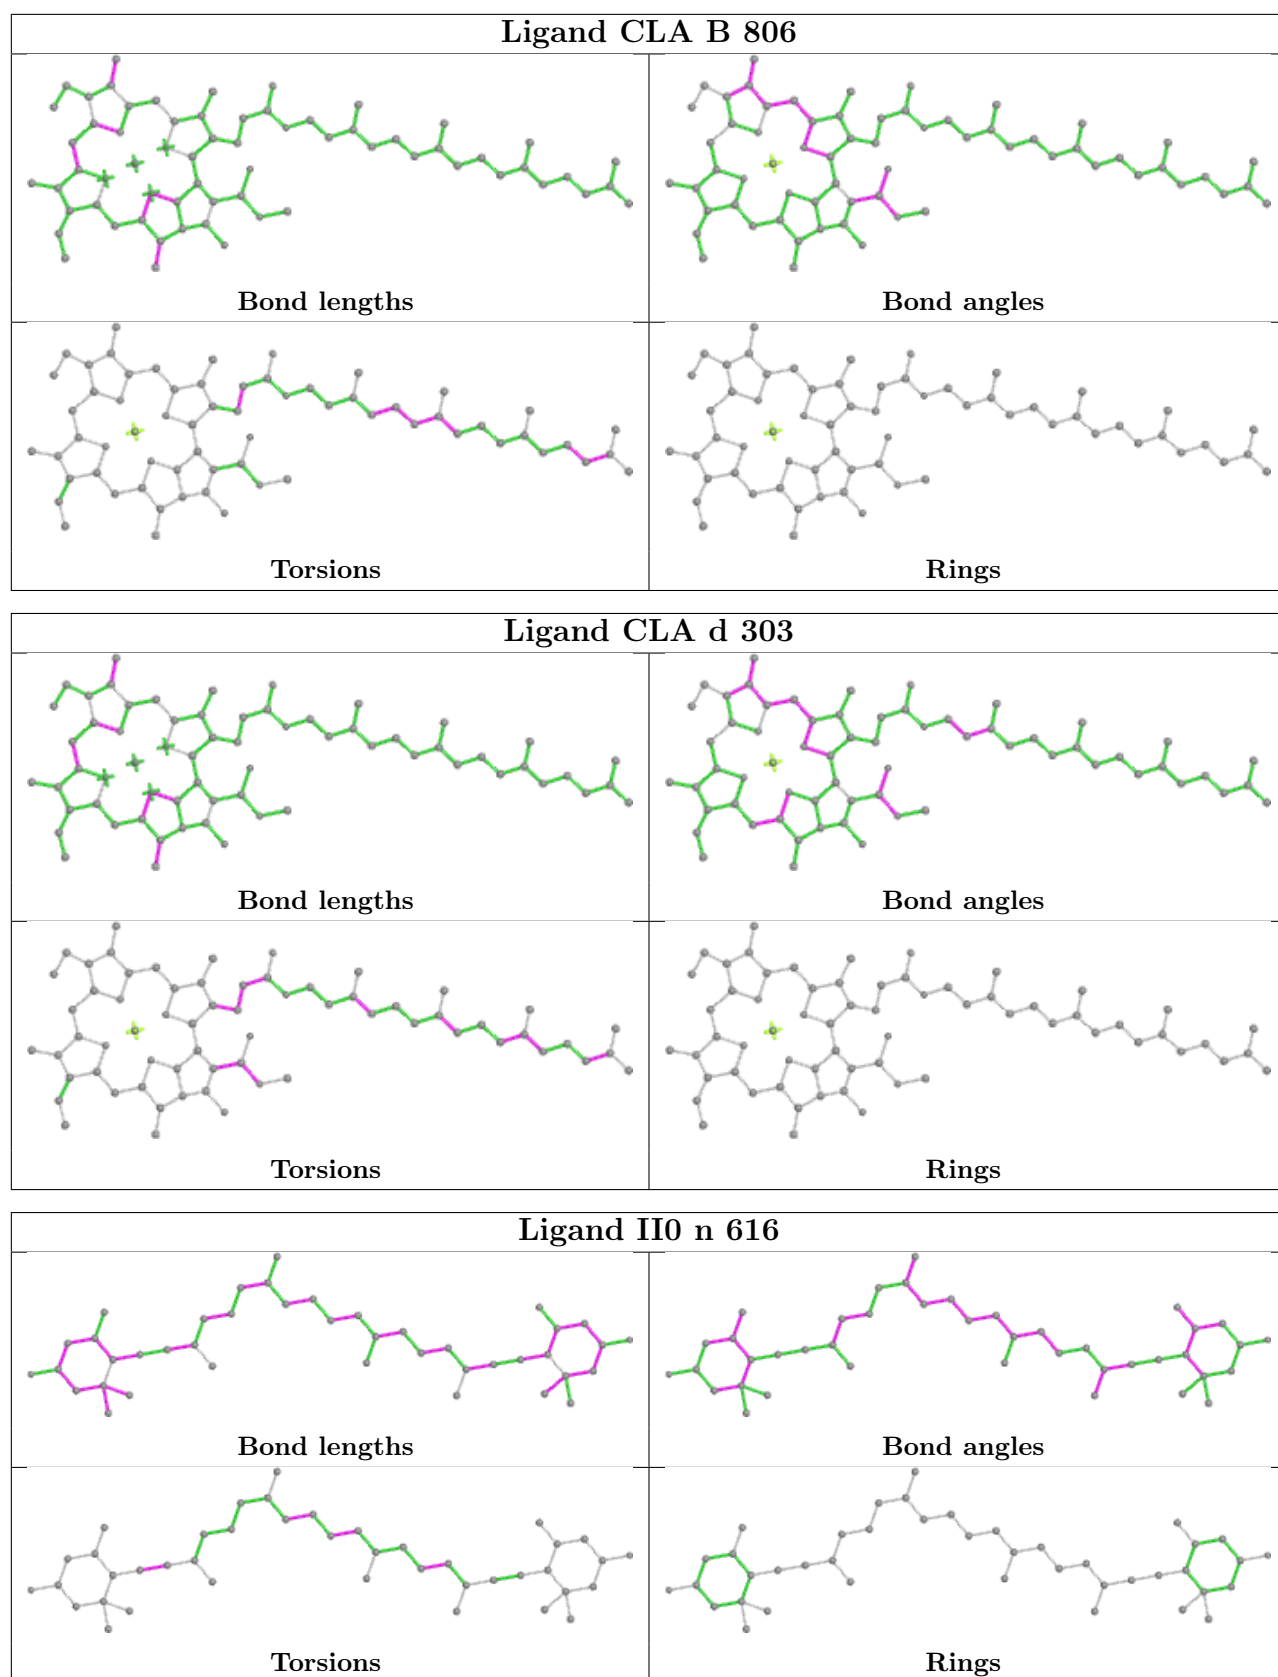 Ligand CLA B 806
Bond lengths
Bond angles
Torsions
Rings
Ligand CLA d 303
Bond lengths
Bond angles
Torsions
Rings
Ligand II0 n 616
Bond lengths
Bond angles
Torsions
Rings